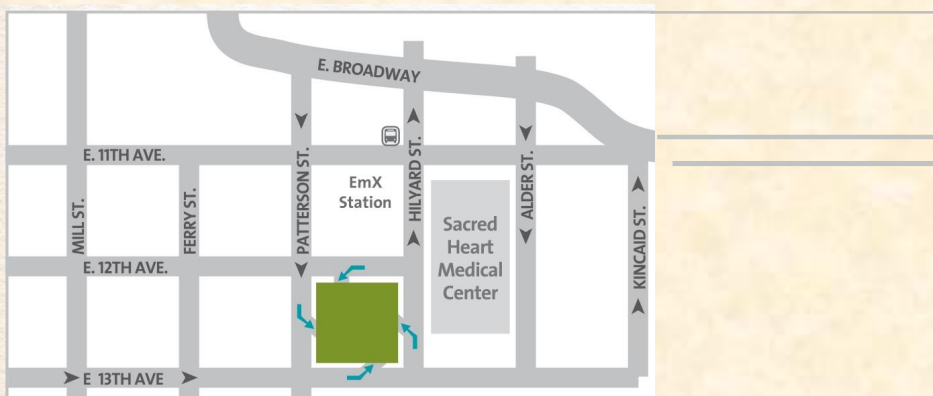 E. BROADWAY
E. 11TH AVE.
EmX
Station
MILL ST.
FERRY ST.
PATTERSON ST.
HILYARD ST.
ALDER ST.
KINCAID ST.
Sacred
Heart
Medical
Center
E. 12TH AVE.
E 13TH AVE